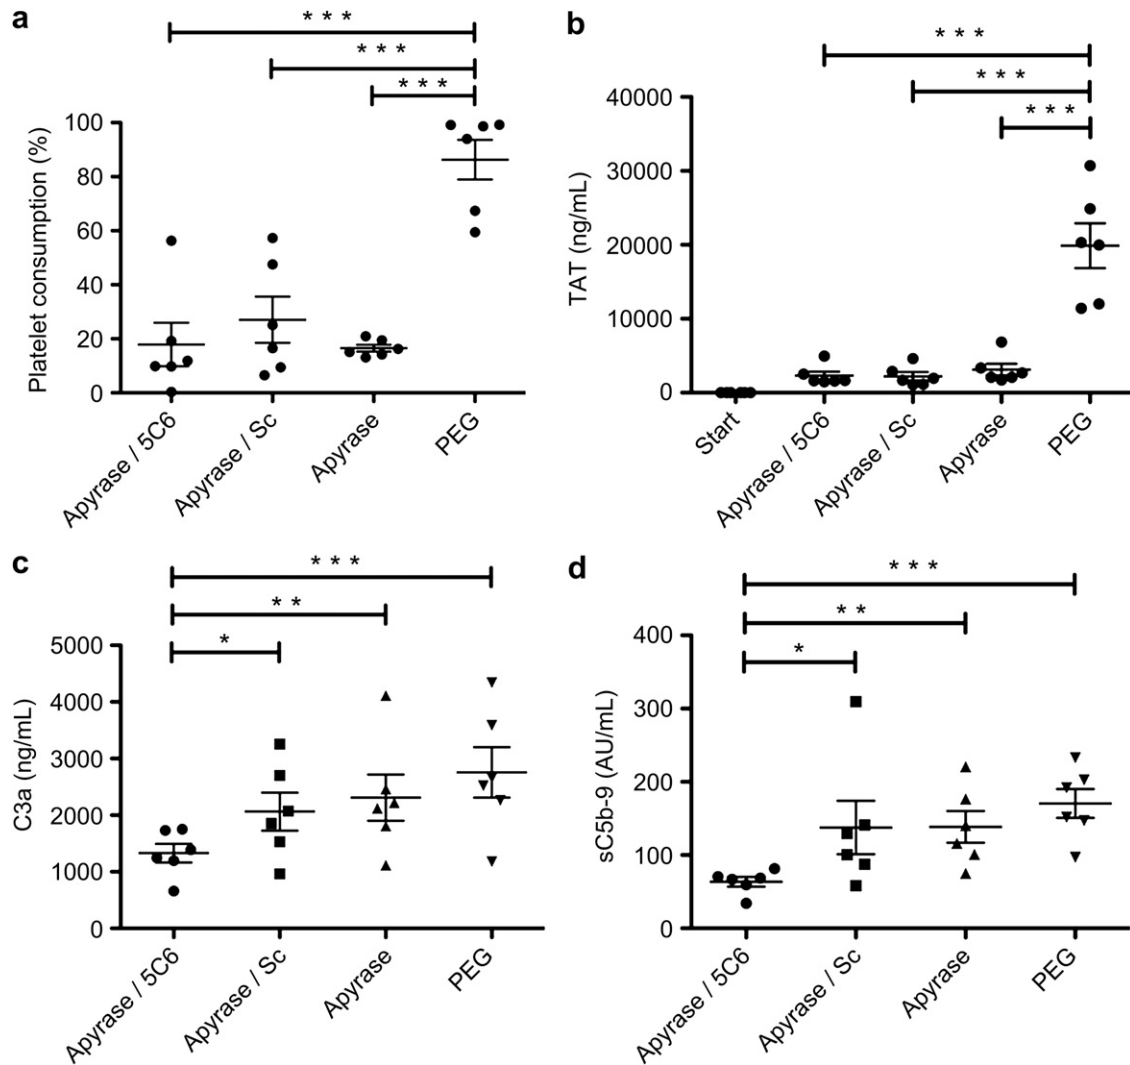 a
* * *
* * *
* * *
Platelet consumption (%)
100
80
60
40
20
0
Apyrase / 5C6
Apyrase / Sc
Apyrase
PEG
b
* * *
* * *
* * *
TAT (ng/mL)
40000
30000
20000
10000
0
Start
Apyrase / 5C6
Apyrase / Sc
Apyrase
PEG
c
* * *
* *
*
C3a (ng/mL)
5000
4000
3000
2000
1000
0
Apyrase / 5C6
Apyrase / Sc
Apyrase
PEG
d
* * *
* *
*
sC5b-9 (AU/mL)
400
300
200
100
0
Apyrase / 5C6
Apyrase / Sc
Apyrase
PEG